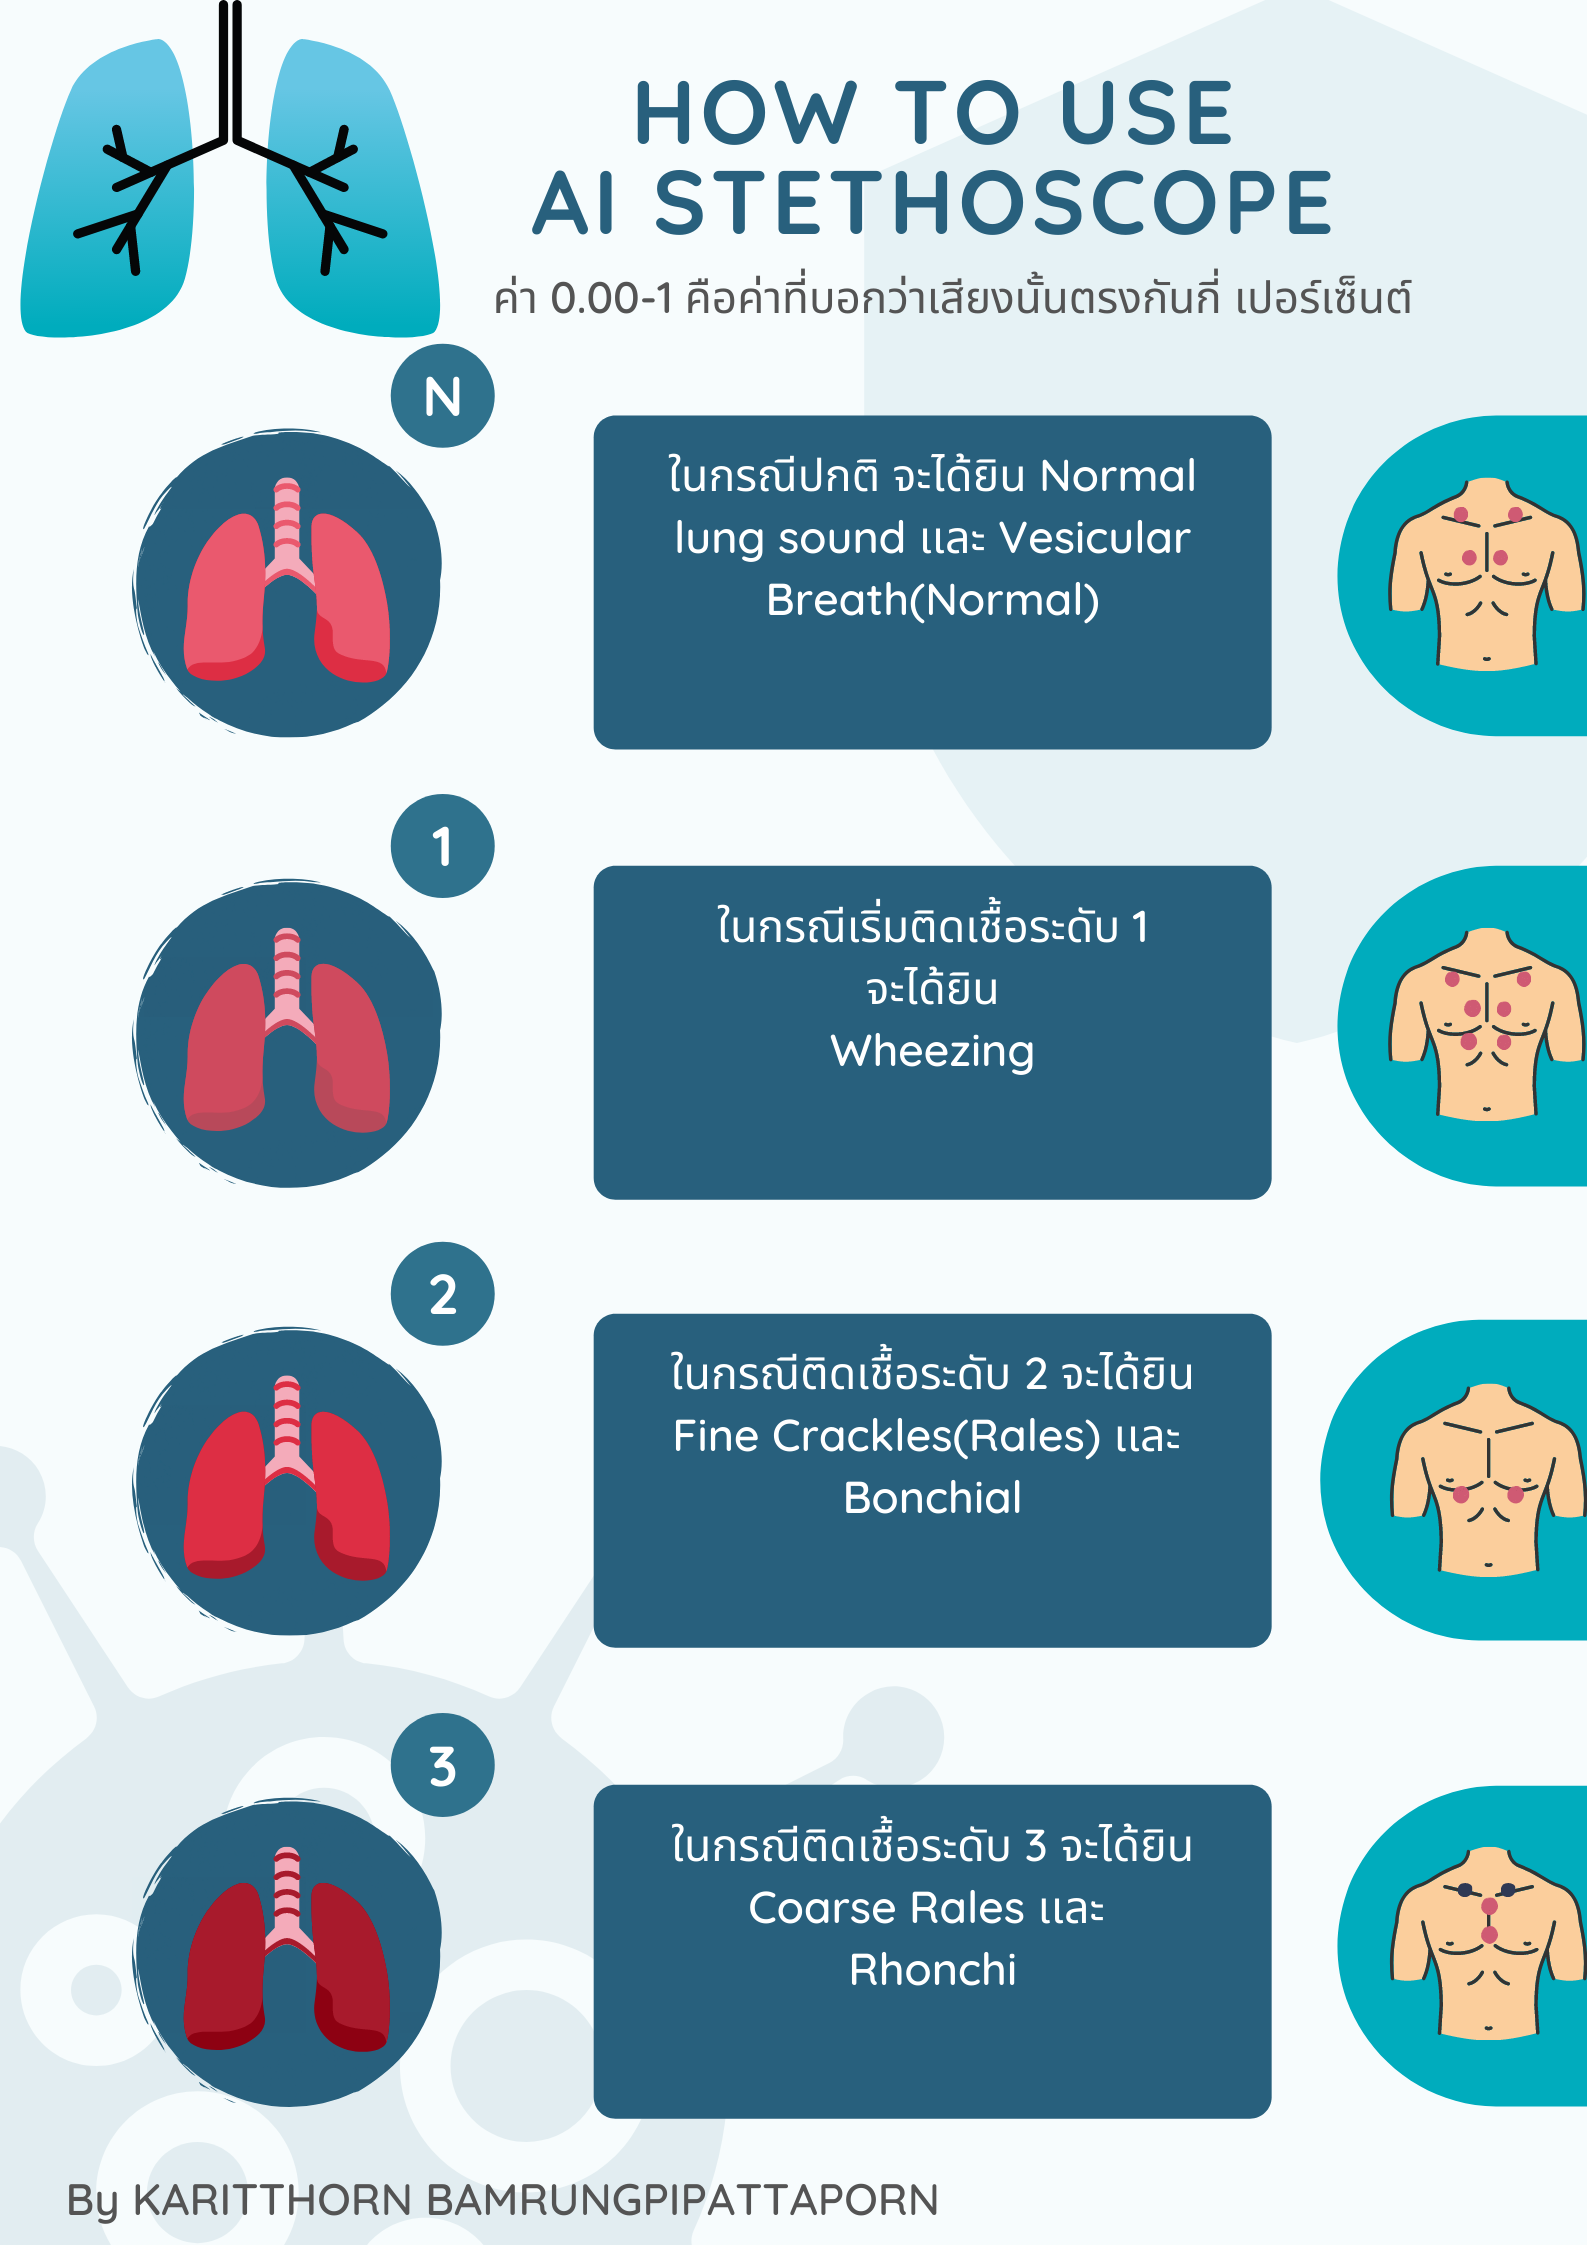 HOW TO USE
AI STETHOSCOPE
ค่า 0.00-1 คือค่าที่บอกว่าเสียงนั้นตรงกันกี่ เปอร์เซ็นต์
N
ในกรณีปกติ จะได้ยิน Normal
lung sound และ Vesicular
Breath(Normal)
1
ในกรณีเริ่มติดเชื้อระดับ 1
จะได้ยิน
Wheezing
2
ในกรณีติดเชื้อระดับ 2 จะได้ยิน
Fine Crackles(Rales) และ
Bonchial
3
ในกรณีติดเชื้อระดับ 3 จะได้ยิน
Coarse Rales และ
Rhonchi
By KARITTHORN BAMRUNGPIPATTAPORN